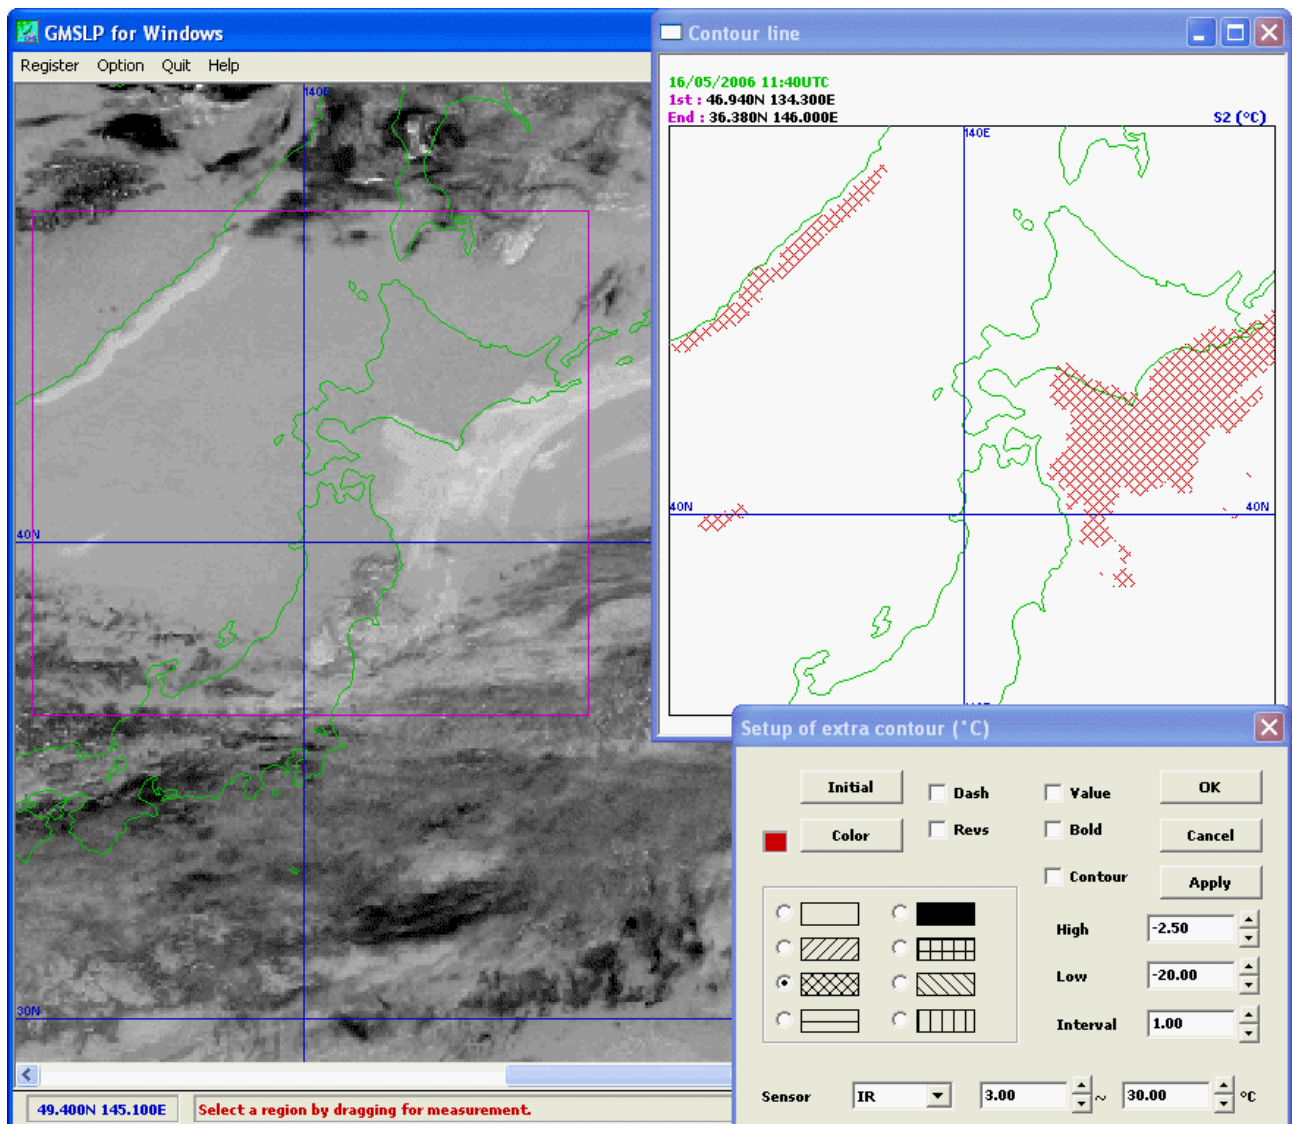 GMSLP for Windows
Register Option Quit Help
140E
40N
30N
49.400N 145.100E
Select a region by dragging for measurement.
Contour line
16/05/2006 11:40UTC
1st : 46.940N 134.300E
End : 36.380N 146.000E
S2 (°C)
140E
40N
40N
Setup of extra contour (°C)
Initial
Dash
Value
OK
Color
Revs
Bold
Cancel
Contour
Apply
High -2.50
Low -20.00
Interval 1.00
Sensor IR 3.00 ~ 30.00 °C